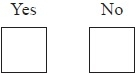 Yes No